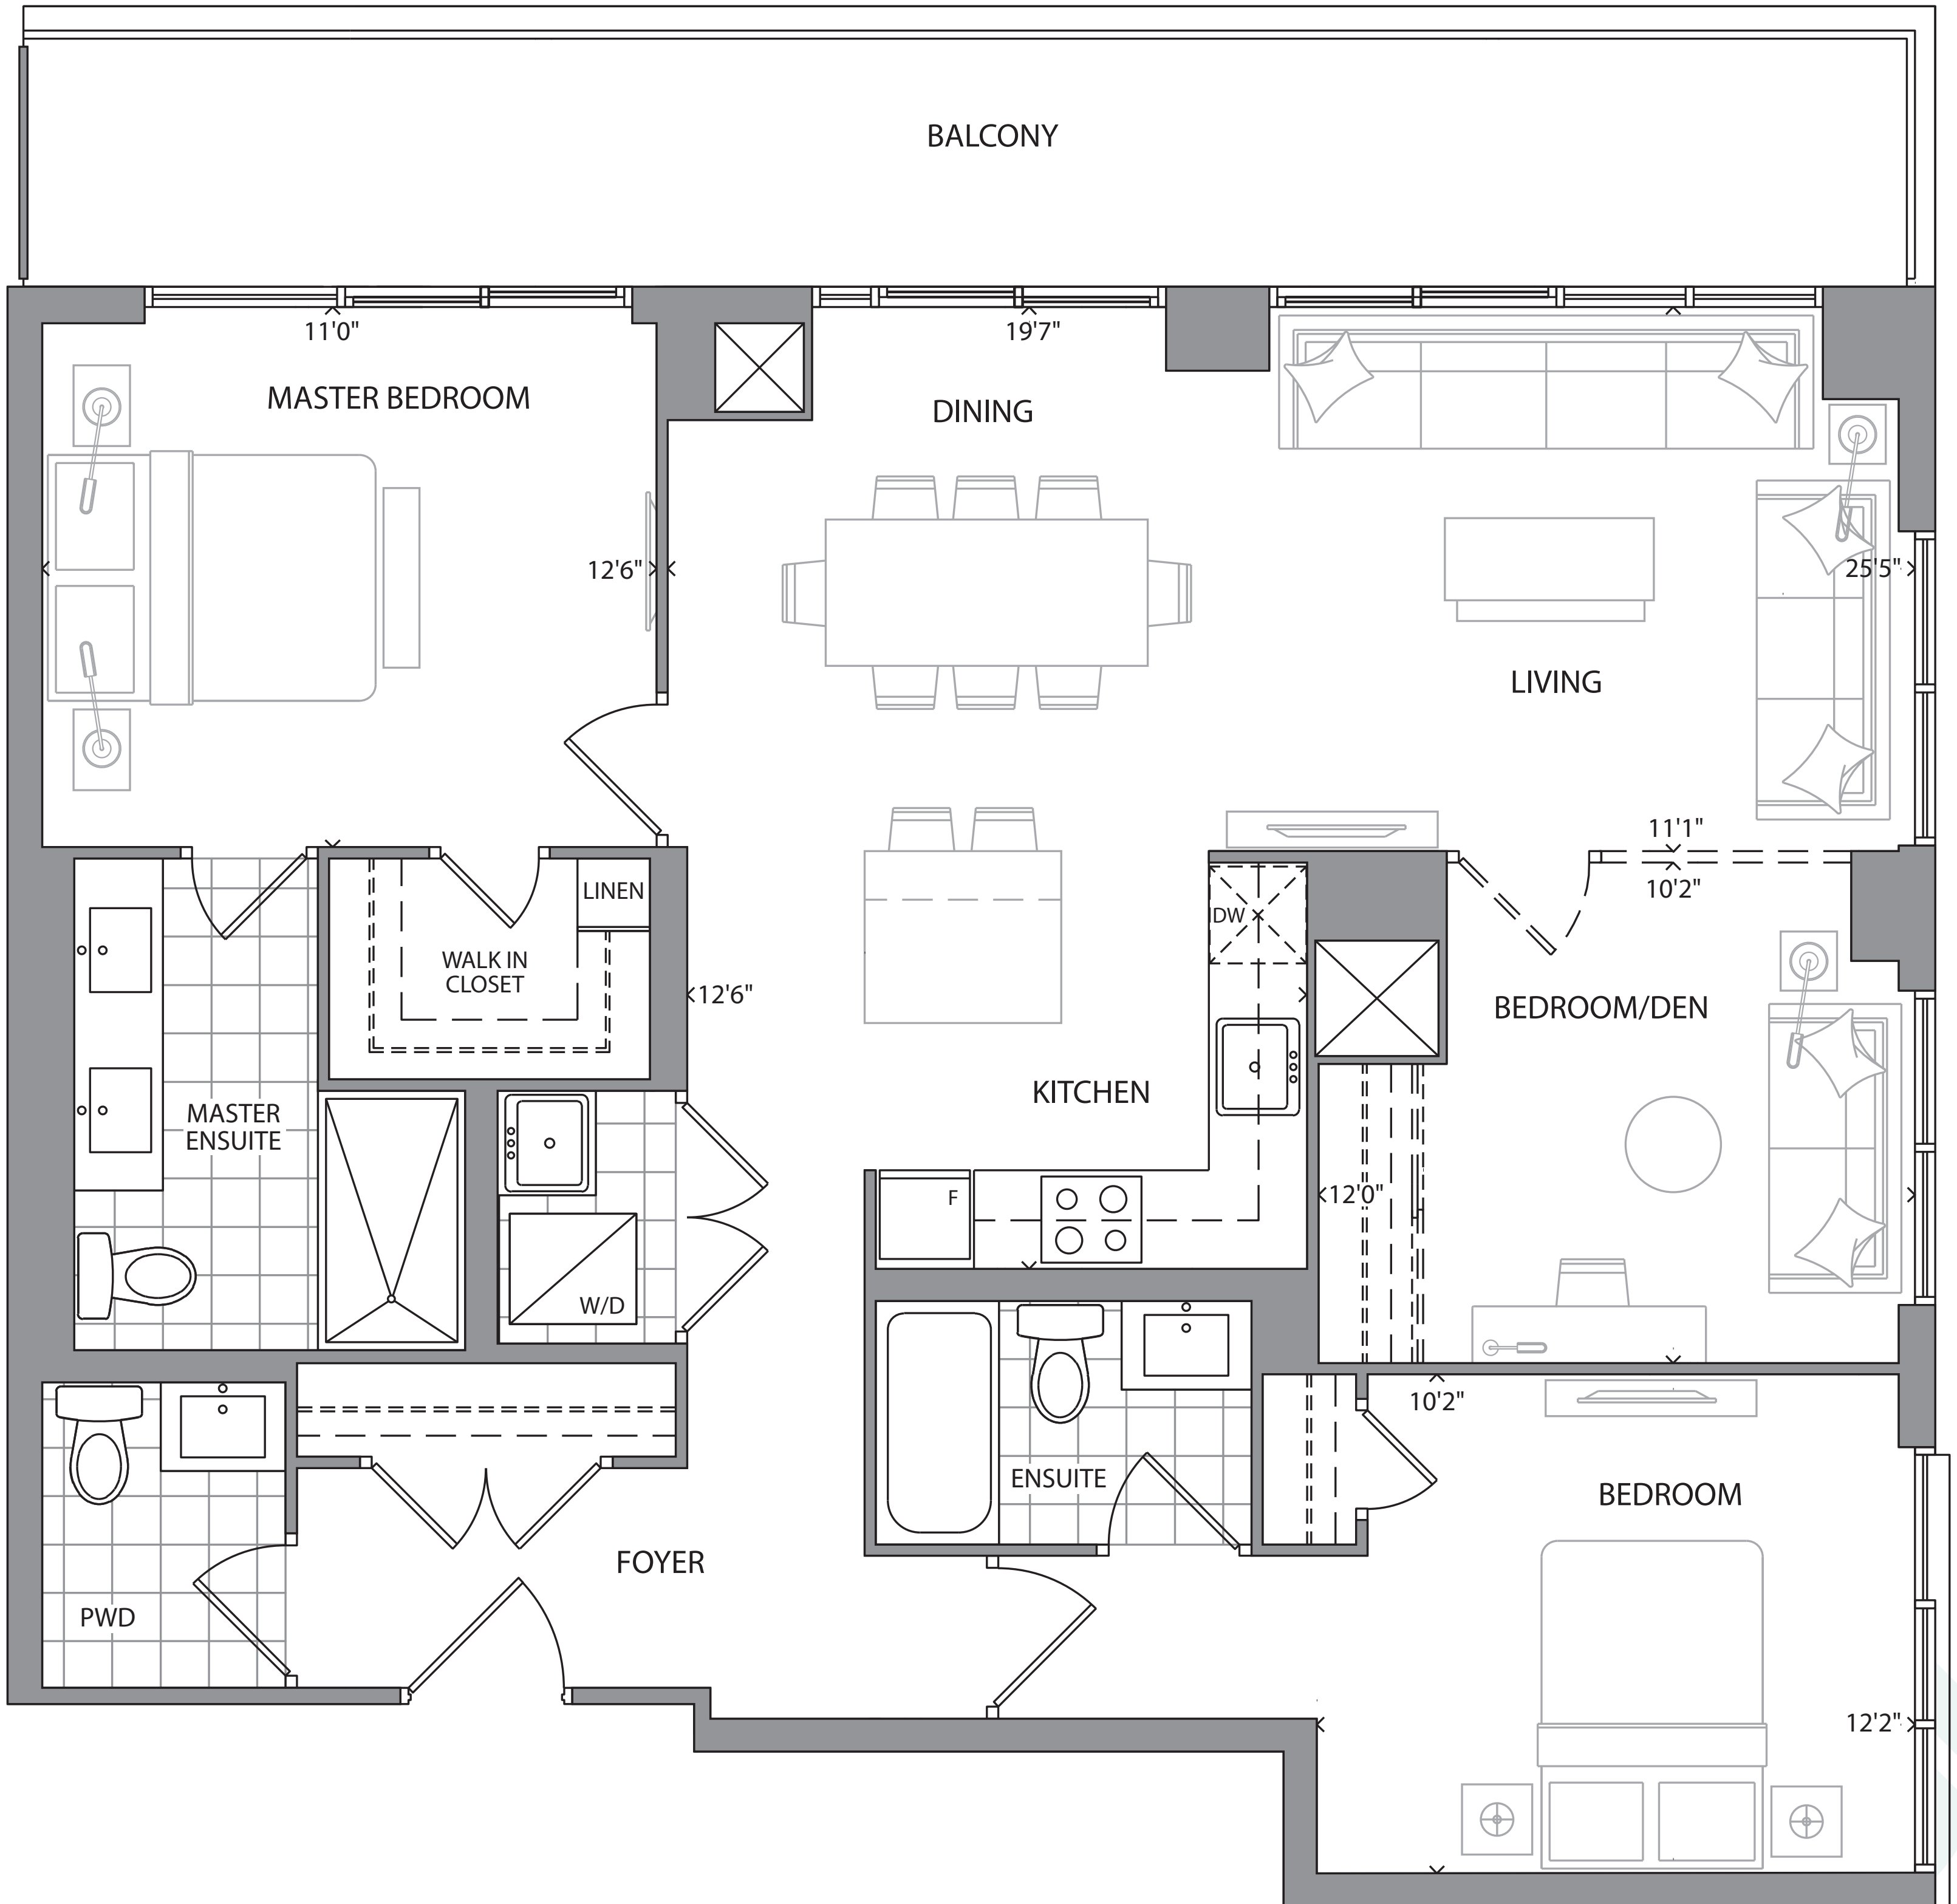 BALCONY
11'0"
19'7"
MASTER BEDROOM
DINING
12'6"
25'5"
LIVING
11'1"
10'2"
LINEN
DW
WALK IN
CLOSET
12'6"
BEDROOM/DEN
KITCHEN
MASTER
ENSUITE
F
12'0"
W/D
10'2"
ENSUITE
BEDROOM
FOYER
PWD
12'2"